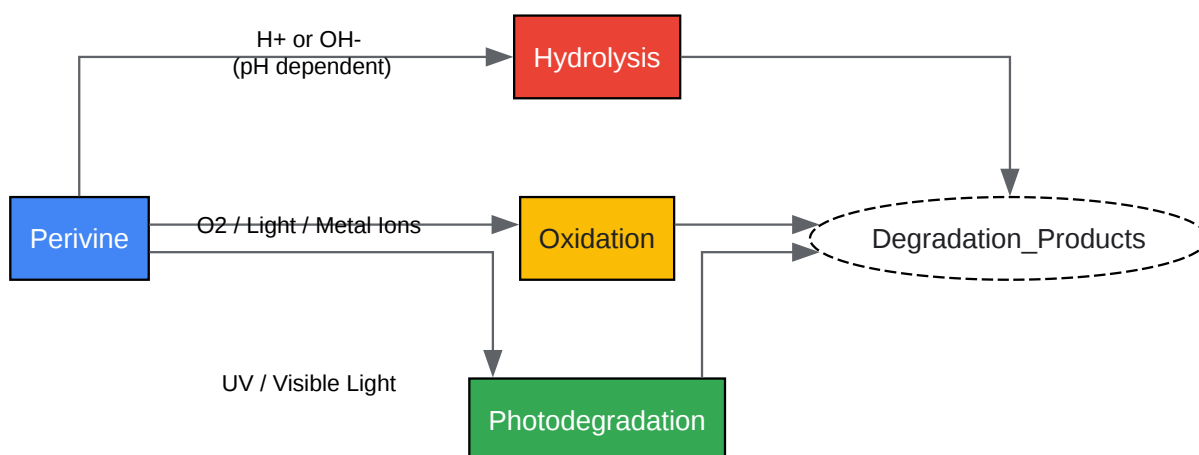 H+ or OH-
(pH dependent)
Hydrolysis
Perivine
O2 / Light / Metal Ions
Oxidation
Degradation_Products
UV / Visible Light
Photodegradation